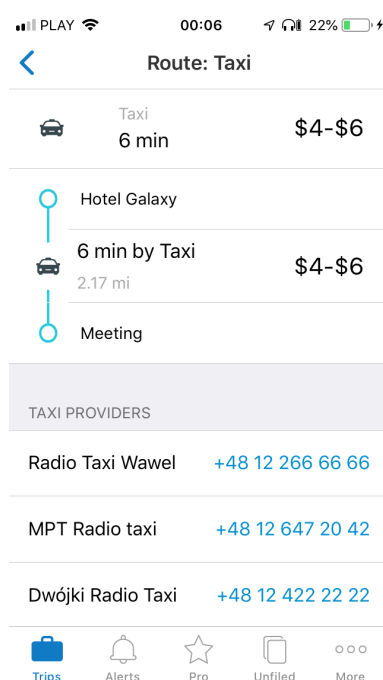 PLAY 00:06 22%
Route: Taxi
Taxi
6 min
$4-$6
Hotel Galaxy
6 min by Taxi
$4-$6
2.17 mi
Meeting
TAXI PROVIDERS
Radio Taxi Wawel +48 12 266 66 66
MPT Radio taxi +48 12 647 20 42
Dwójki Radio Taxi +48 12 422 22 22
Trips Alerts Pro Unfiled More